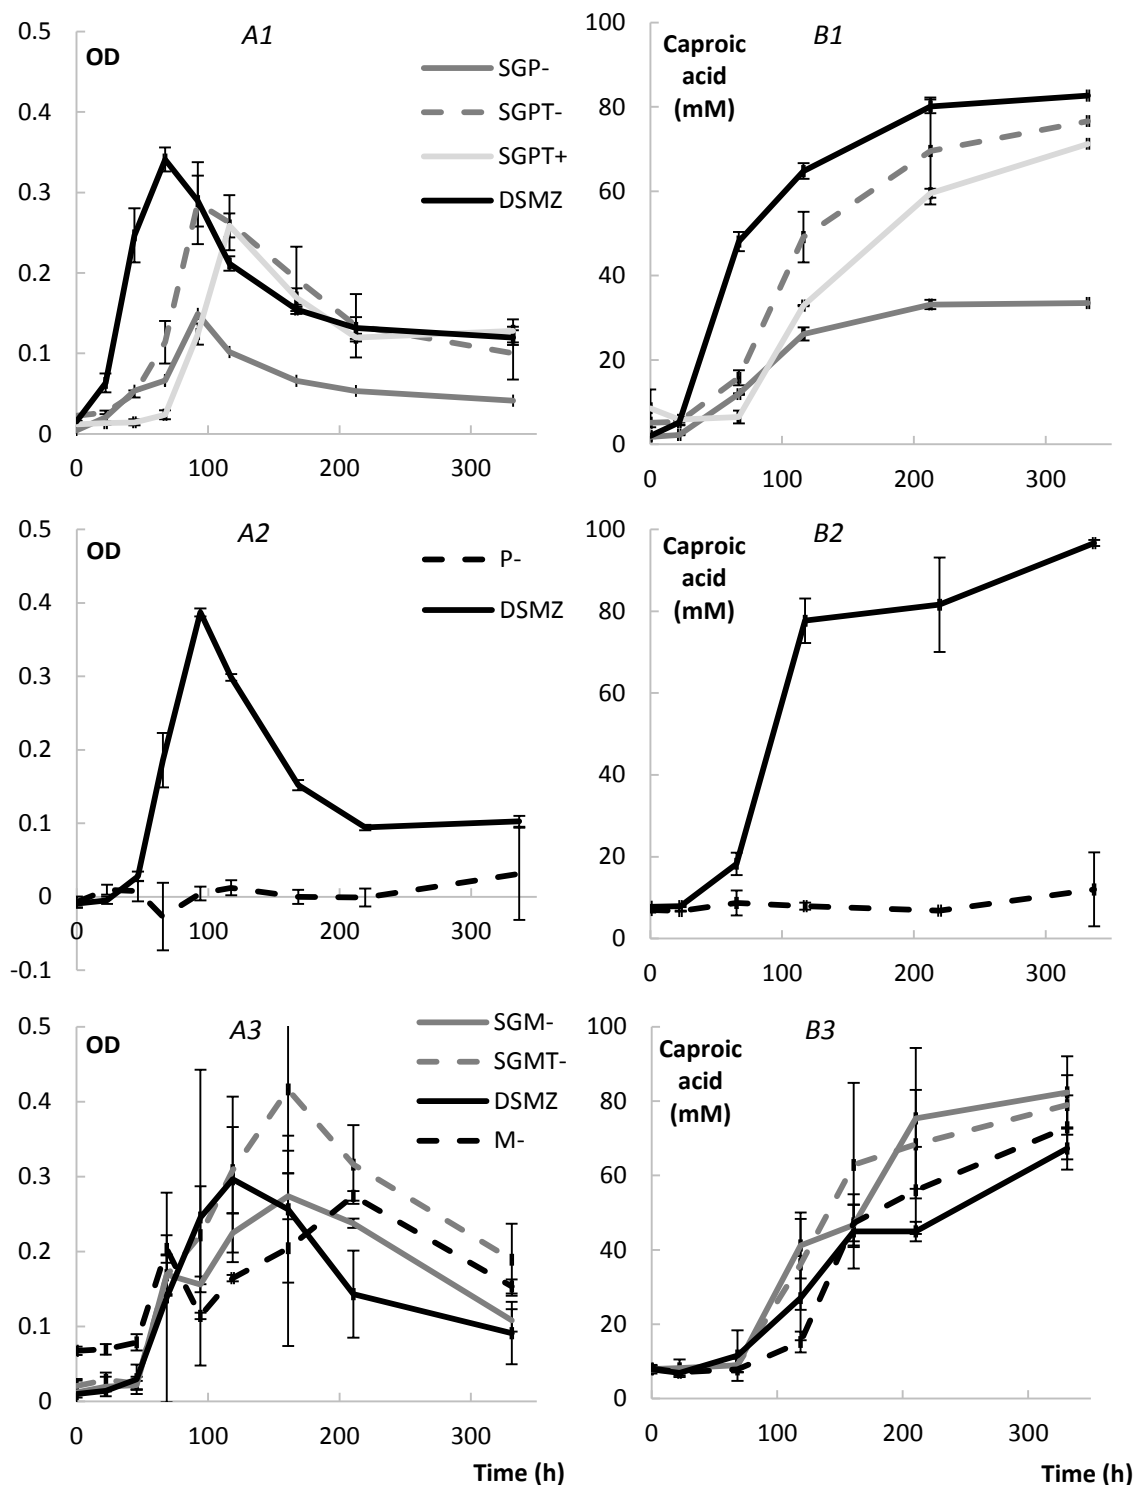 A1
OD
0.5
0.4
0.3
0.2
0.1
0
0 100 200 300
SGP-
SGPT-
SGPT+
DSMZ
B1
Caproic
acid
(mM)
100
80
60
40
20
0
0 100 200 300
A2
OD
0.5
0.4
0.3
0.2
0.1
0
-0.1
0 100 200 300
P-
DSMZ
B2
Caproic
acid
(mM)
100
80
60
40
20
0
0 100 200 300
A3
OD
0.5
0.4
0.3
0.2
0.1
0
0 100 200 300
SGM-
SGMT-
DSMZ
M-
Time (h)
B3
Caproic
acid
(mM)
100
80
60
40
20
0
0 100 200 300
Time (h)